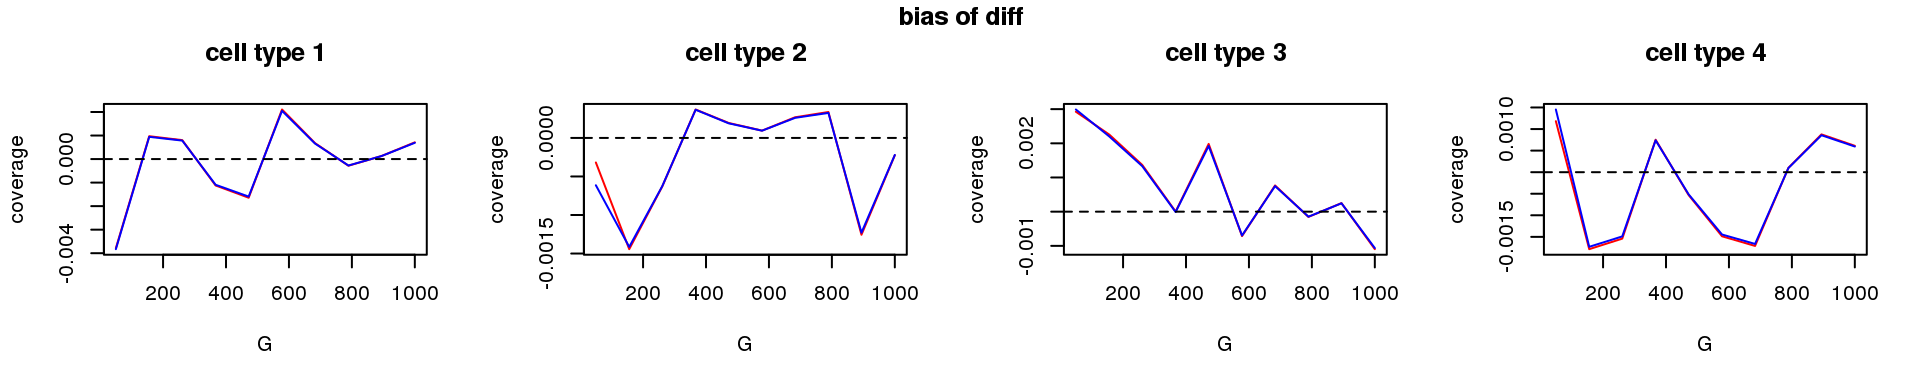 bias of diff
cell type 1
coverage
0.000
-0.004
200 400 600 800 1000
G
cell type 2
coverage
0.0000
-0.0015
200 400 600 800 1000
G
cell type 3
coverage
0.002
-0.001
200 400 600 800 1000
G
cell type 4
coverage
0.0010
-0.0015
200 400 600 800 1000
G